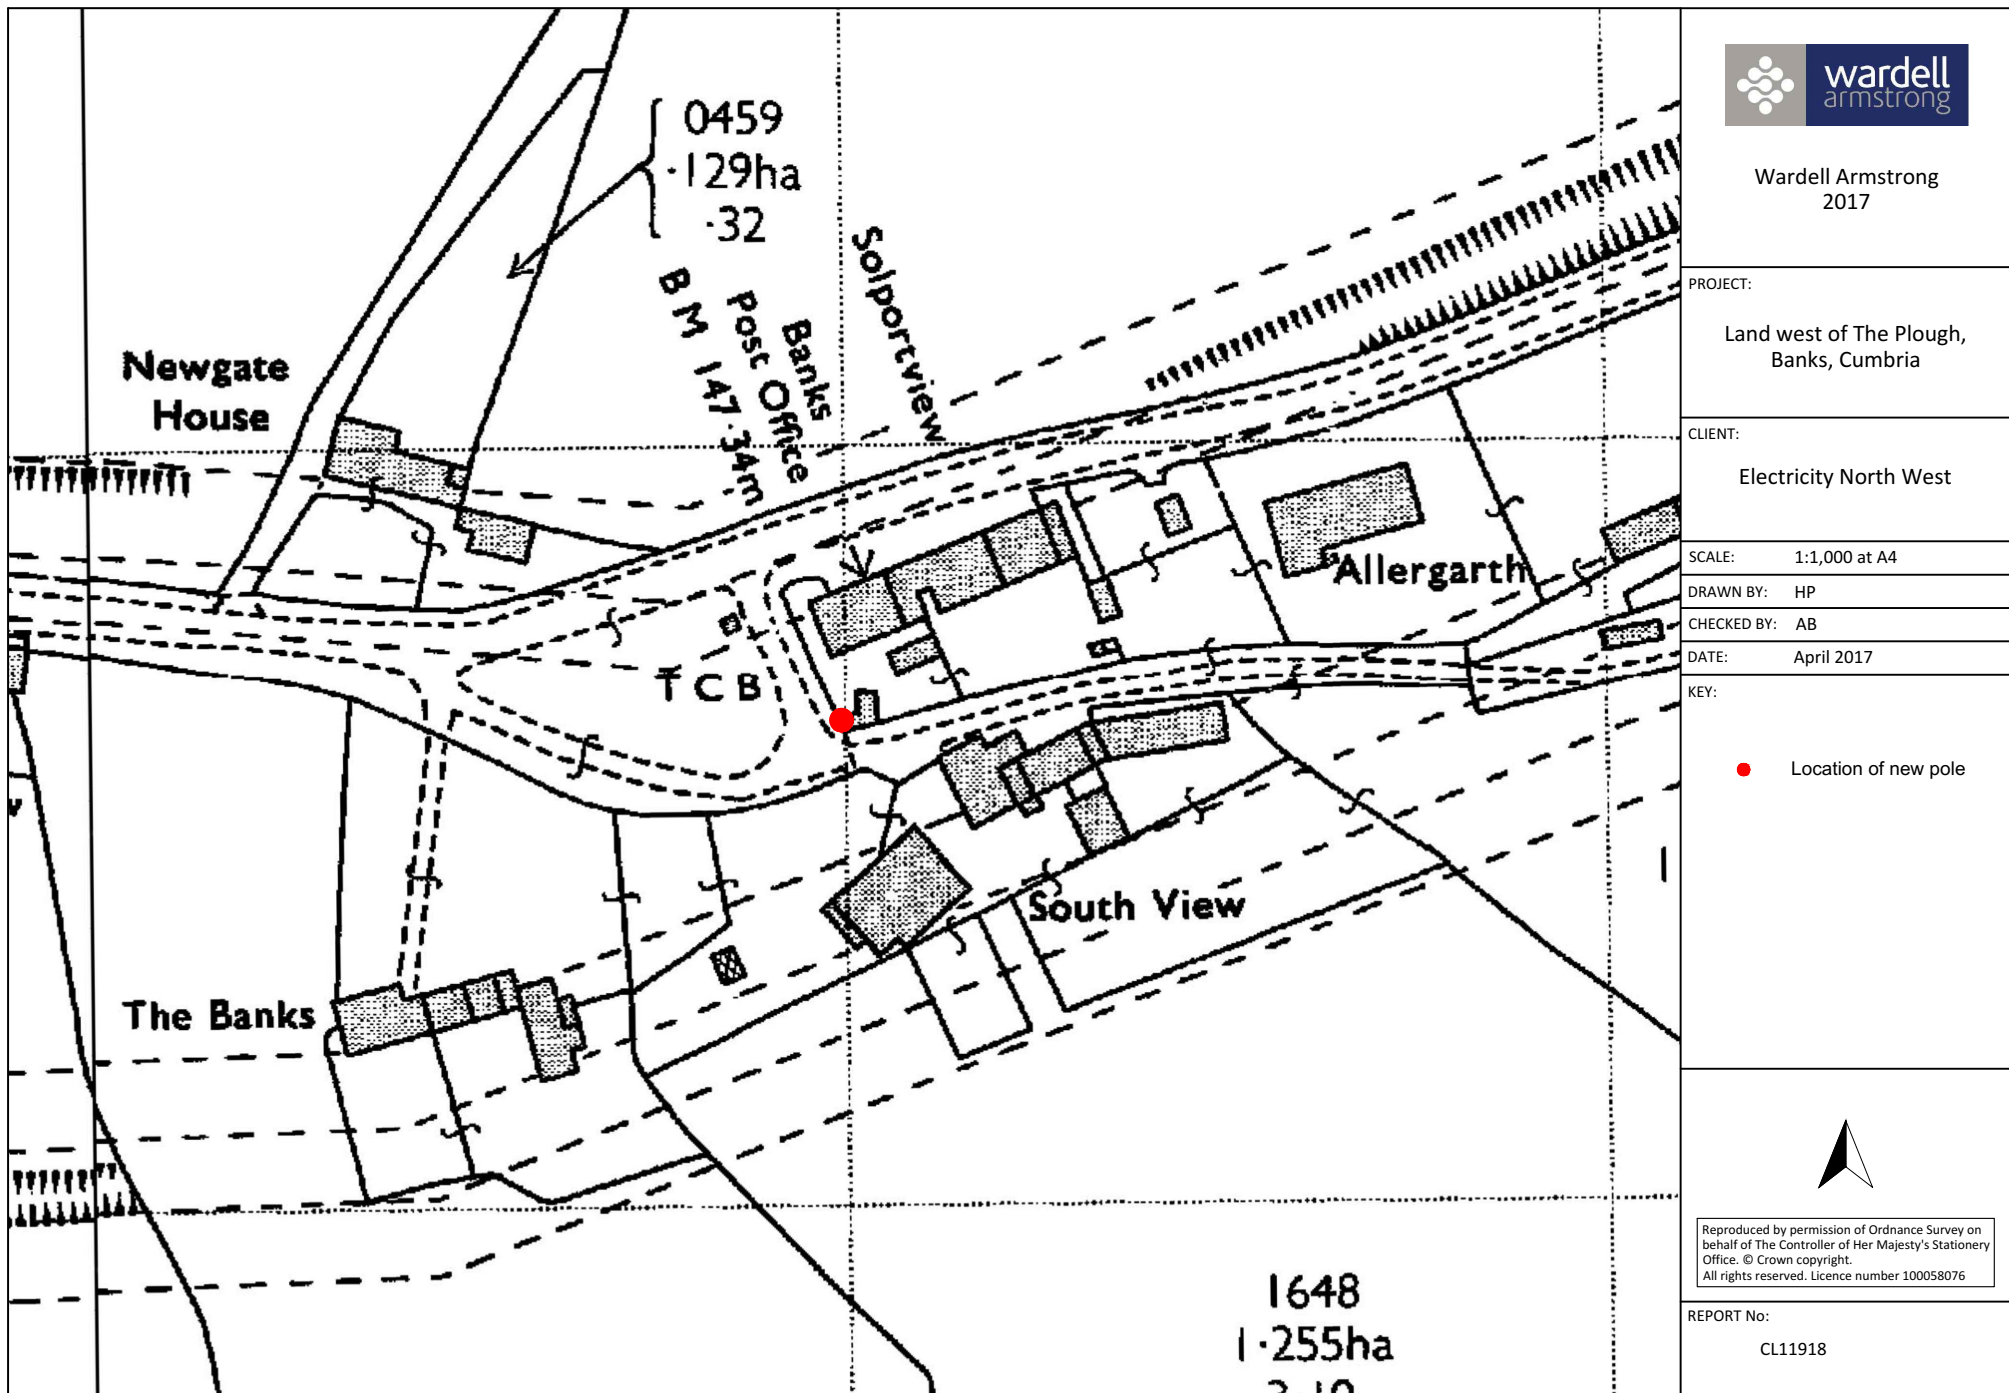 0459
·129ha
·32
Solportview
Banks
Post Office
B M 147·34m
Newgate
House
Allergarth
T C B
South View
The Banks
1648
1·255ha
wardell
armstrong
Wardell Armstrong
2017
PROJECT:
Land west of The Plough,
Banks, Cumbria
CLIENT:
Electricity North West
SCALE: 1:1,000 at A4
DRAWN BY: HP
CHECKED BY: AB
DATE: April 2017
KEY:
Location of new pole
Reproduced by permission of Ordnance Survey on
behalf of The Controller of Her Majesty's Stationery
Office. © Crown copyright.
All rights reserved. Licence number 100058076
REPORT No:
CL11918